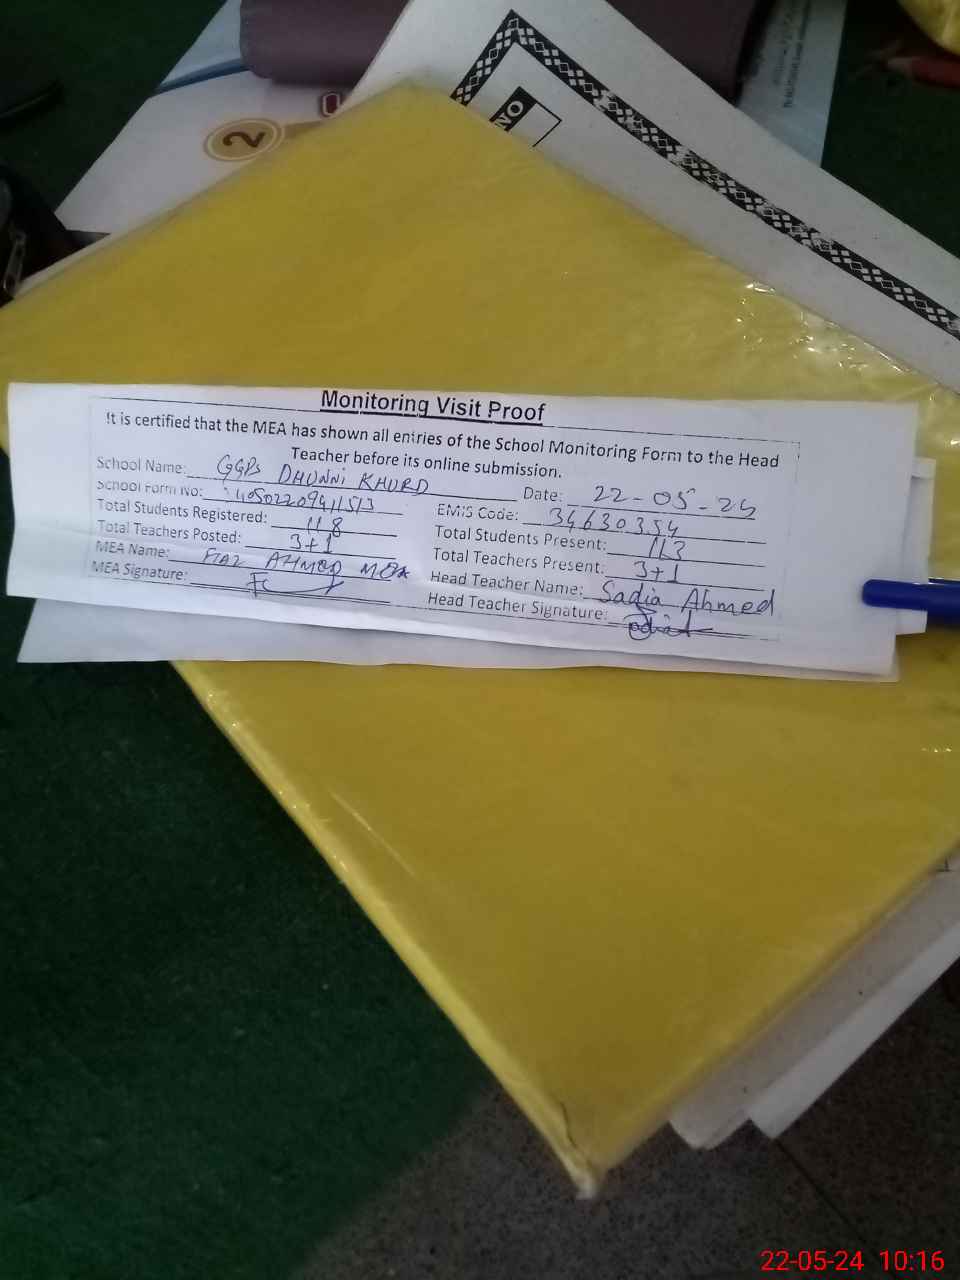 NO
2
Monitoring Visit Proof
It is certified that the MEA has shown all entries of the School Monitoring Form to the Head
Teacher before its online submission.
School Name: GGPS DHUNNI KHURD Date: 22-05-24
School Form No: EMIS Code: 34630354
Total Students Registered: 118 Total Students Present: 113
Total Teachers Posted: 3+1 Total Teachers Present: 3+1
MEA Name: AHMED MEA Head Teacher Name: Sadia Ahmed
MEA Signature: Head Teacher Signature:
22-05-24 10:16